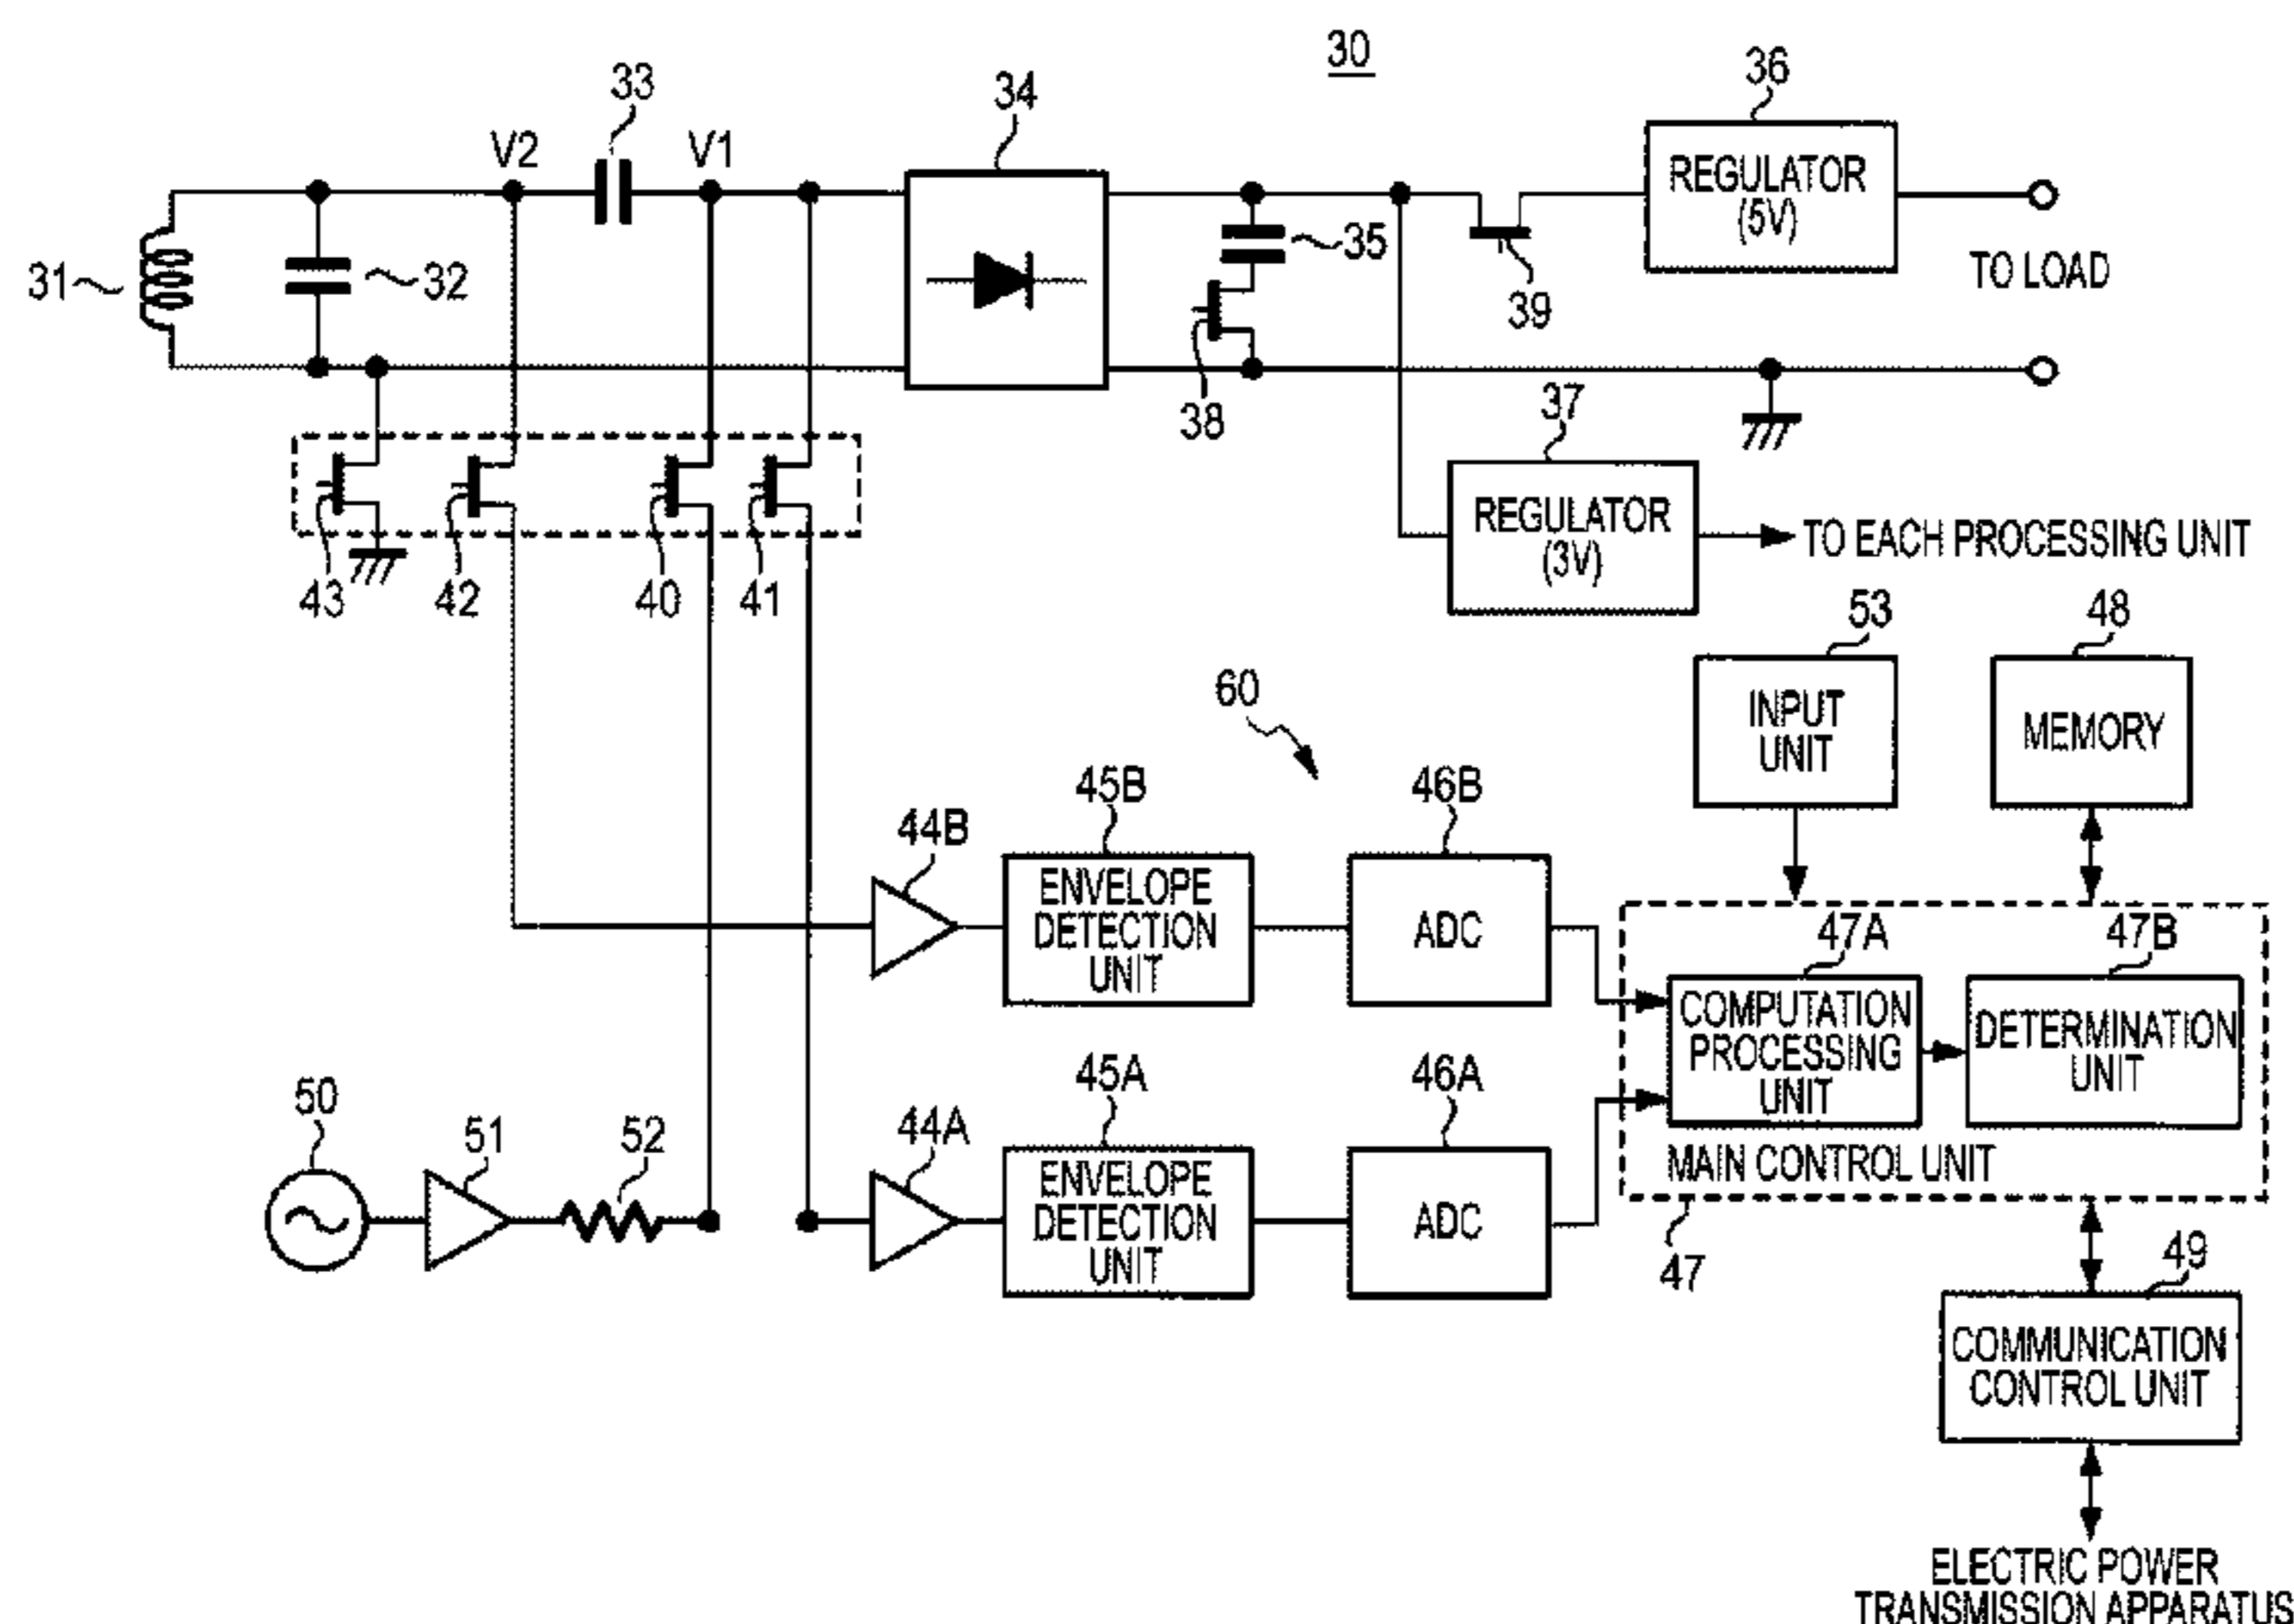 30
33
34
36
V2
V1
REGULATOR
(5V)
31
32
35
39
TO LOAD
38
37
REGULATOR
(3V)
TO EACH PROCESSING UNIT
43
42
40
41
53
48
INPUT
UNIT
MEMORY
60
45B
46B
44B
ENVELOPE
DETECTION
UNIT
ADC
47A
47B
COMPUTATION
PROCESSING
UNIT
DETERMINATION
UNIT
MAIN CONTROL UNIT
50
51
52
44A
45A
46A
ENVELOPE
DETECTION
UNIT
ADC
47
49
COMMUNICATION
CONTROL UNIT
ELECTRIC POWER
TRANSMISSION APPARATUS